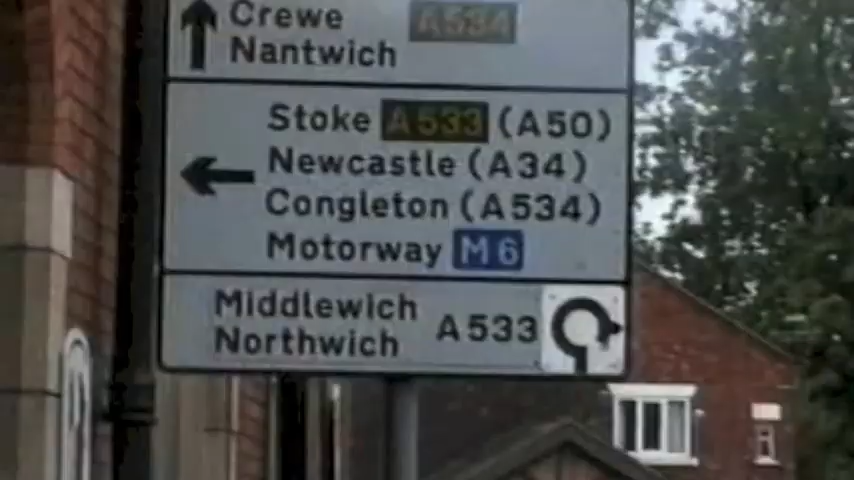 Crewe A534
Nantwich
Stoke A533 (A50)
Newcastle (A34)
Congleton (A534)
Motorway M6
Middlewich
Northwich A533